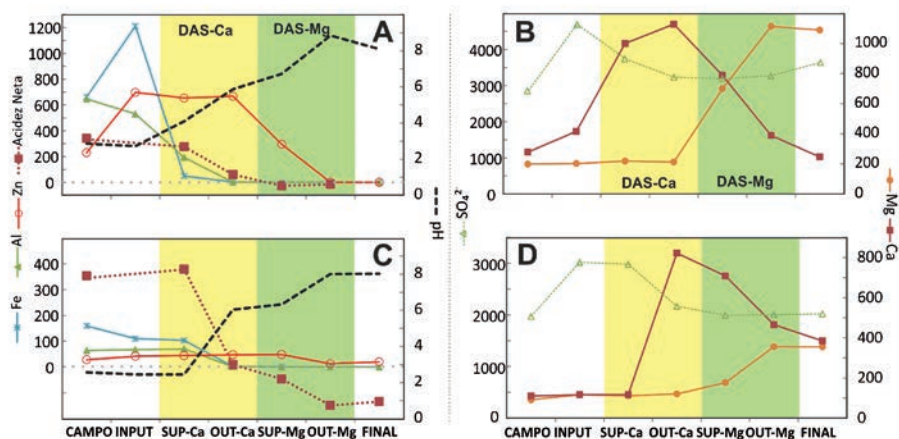 A
DAS-Ca
DAS-Mg
1200
1000
800
600
400
200
0
8
6
4
2
0
B
DAS-Ca
DAS-Mg
4000
3000
2000
1000
0
1000
800
600
400
200
0
C
400
300
200
100
0
8
6
4
2
0
D
3000
2000
1000
0
800
600
400
200
0
Fe
Al
Zn
Acidez Neta
pH
SO₄²⁻
Mg
Ca
CAMPO INPUT SUP-Ca OUT-Ca SUP-Mg OUT-Mg FINAL
CAMPO INPUT SUP-Ca OUT-Ca SUP-Mg OUT-Mg FINAL